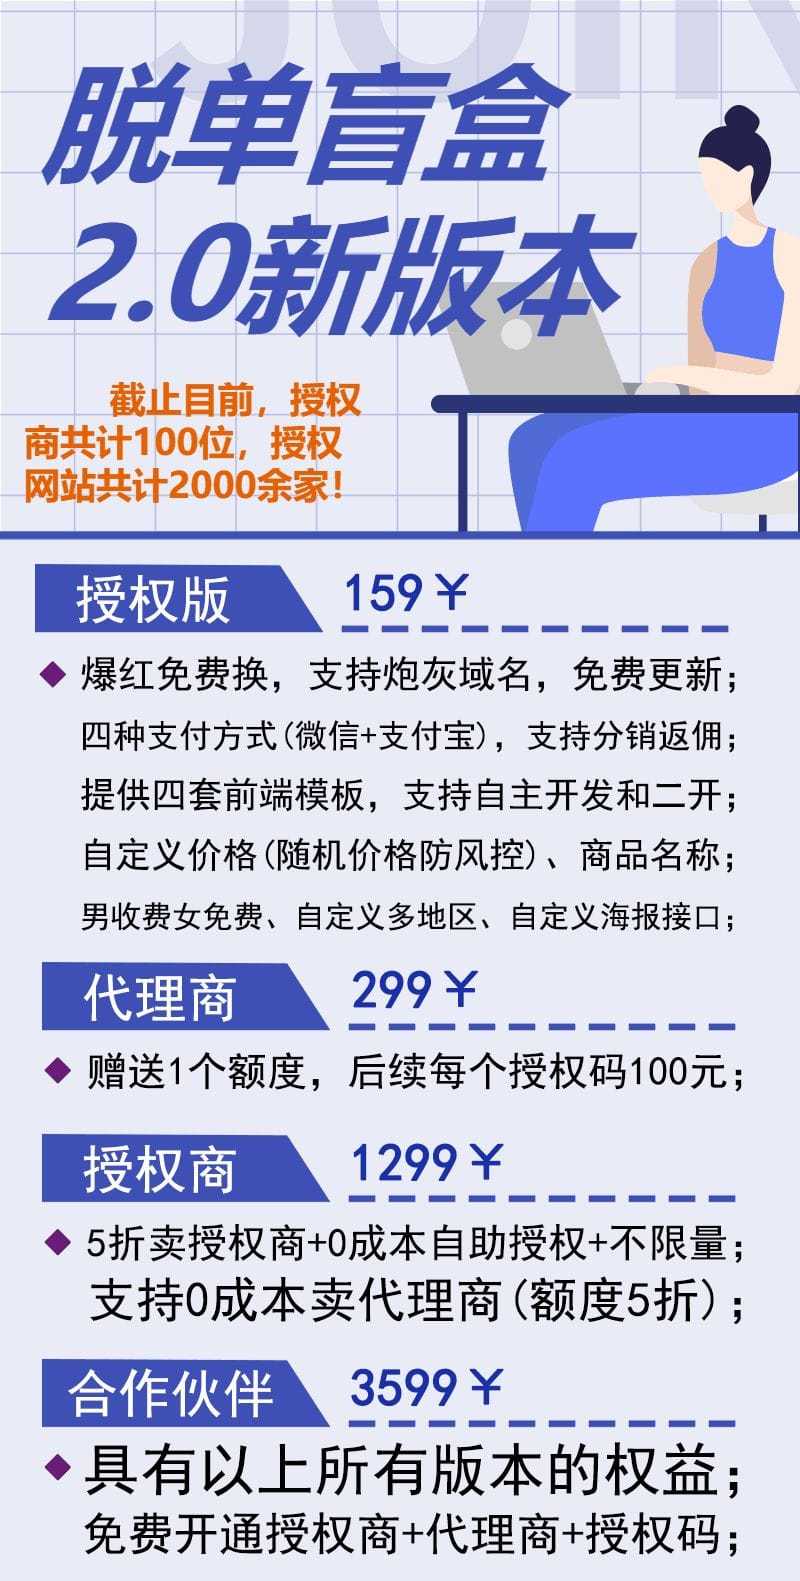 JOIN
脱单盲盒
2.0新版本
截止目前，授权
商共计100位，授权
网站共计2000余家！
授权版 159￥
爆红免费换，支持炮灰域名，免费更新；
四种支付方式(微信+支付宝)，支持分销返佣；
提供四套前端模板，支持自主开发和二开；
自定义价格(随机价格防风控)、商品名称；
男收费女免费、自定义多地区、自定义海报接口；
代理商 299￥
赠送1个额度，后续每个授权码100元；
授权商 1299￥
5折卖授权商+0成本自助授权+不限量；
支持0成本卖代理商(额度5折)；
合作伙伴 3599￥
具有以上所有版本的权益；
免费开通授权商+代理商+授权码；